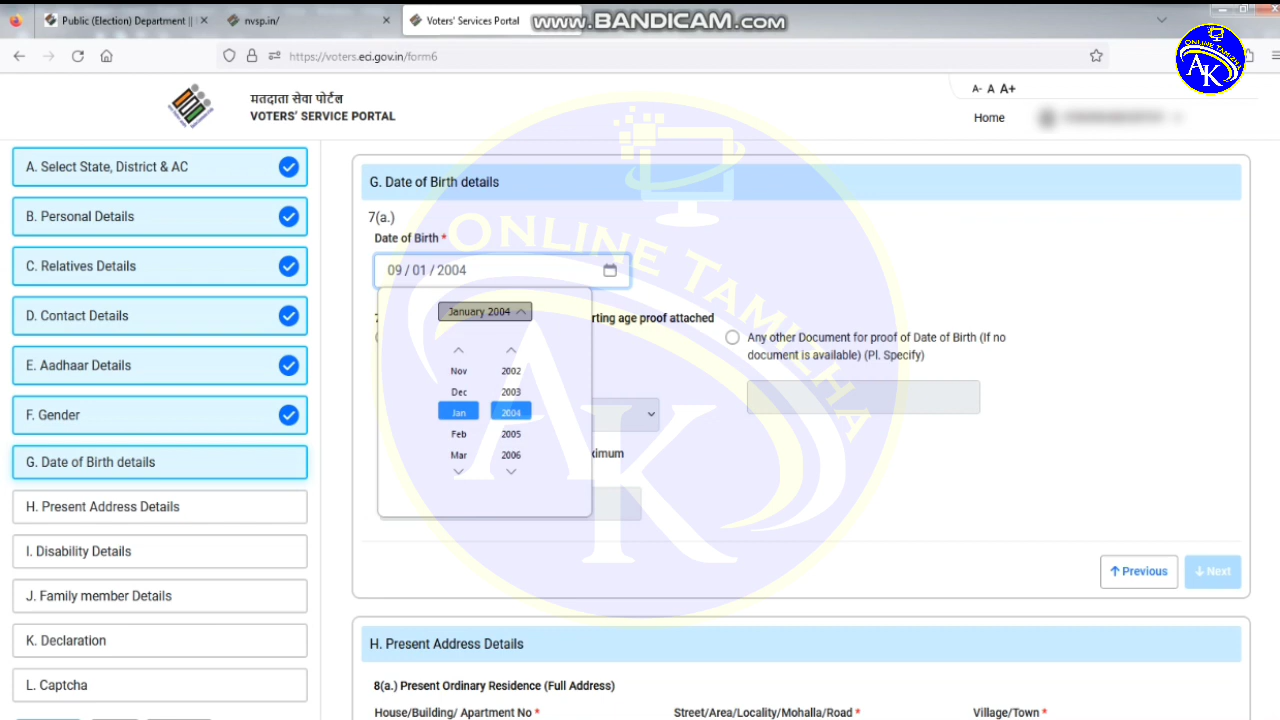 Public (Election) Department ||
nvsp.in/
Voters' Services Portal
www.BANDICAM.com
https://voters.eci.gov.in/form6
ONLINE TAMIZHA
AK
मतदाता सेवा पोर्टल
VOTERS' SERVICE PORTAL
A- A A+
Home
A. Select State, District & AC
B. Personal Details
C. Relatives Details
D. Contact Details
E. Aadhaar Details
F. Gender
G. Date of Birth details
H. Present Address Details
I. Disability Details
J. Family member Details
K. Declaration
L. Captcha
G. Date of Birth details
7(a.)
Date of Birth *
09 / 01 / 2004
January 2004
Nov 2002
Dec 2003
Jan 2004
Feb 2005
Mar 2006
rting age proof attached
Any other Document for proof of Date of Birth (If no
document is available) (Pl. Specify)
ximum
Previous
Next
ONLINE TAMIZHA
AK
H. Present Address Details
8(a.) Present Ordinary Residence (Full Address)
House/Building/ Apartment No *
Street/Area/Locality/Mohalla/Road *
Village/Town *